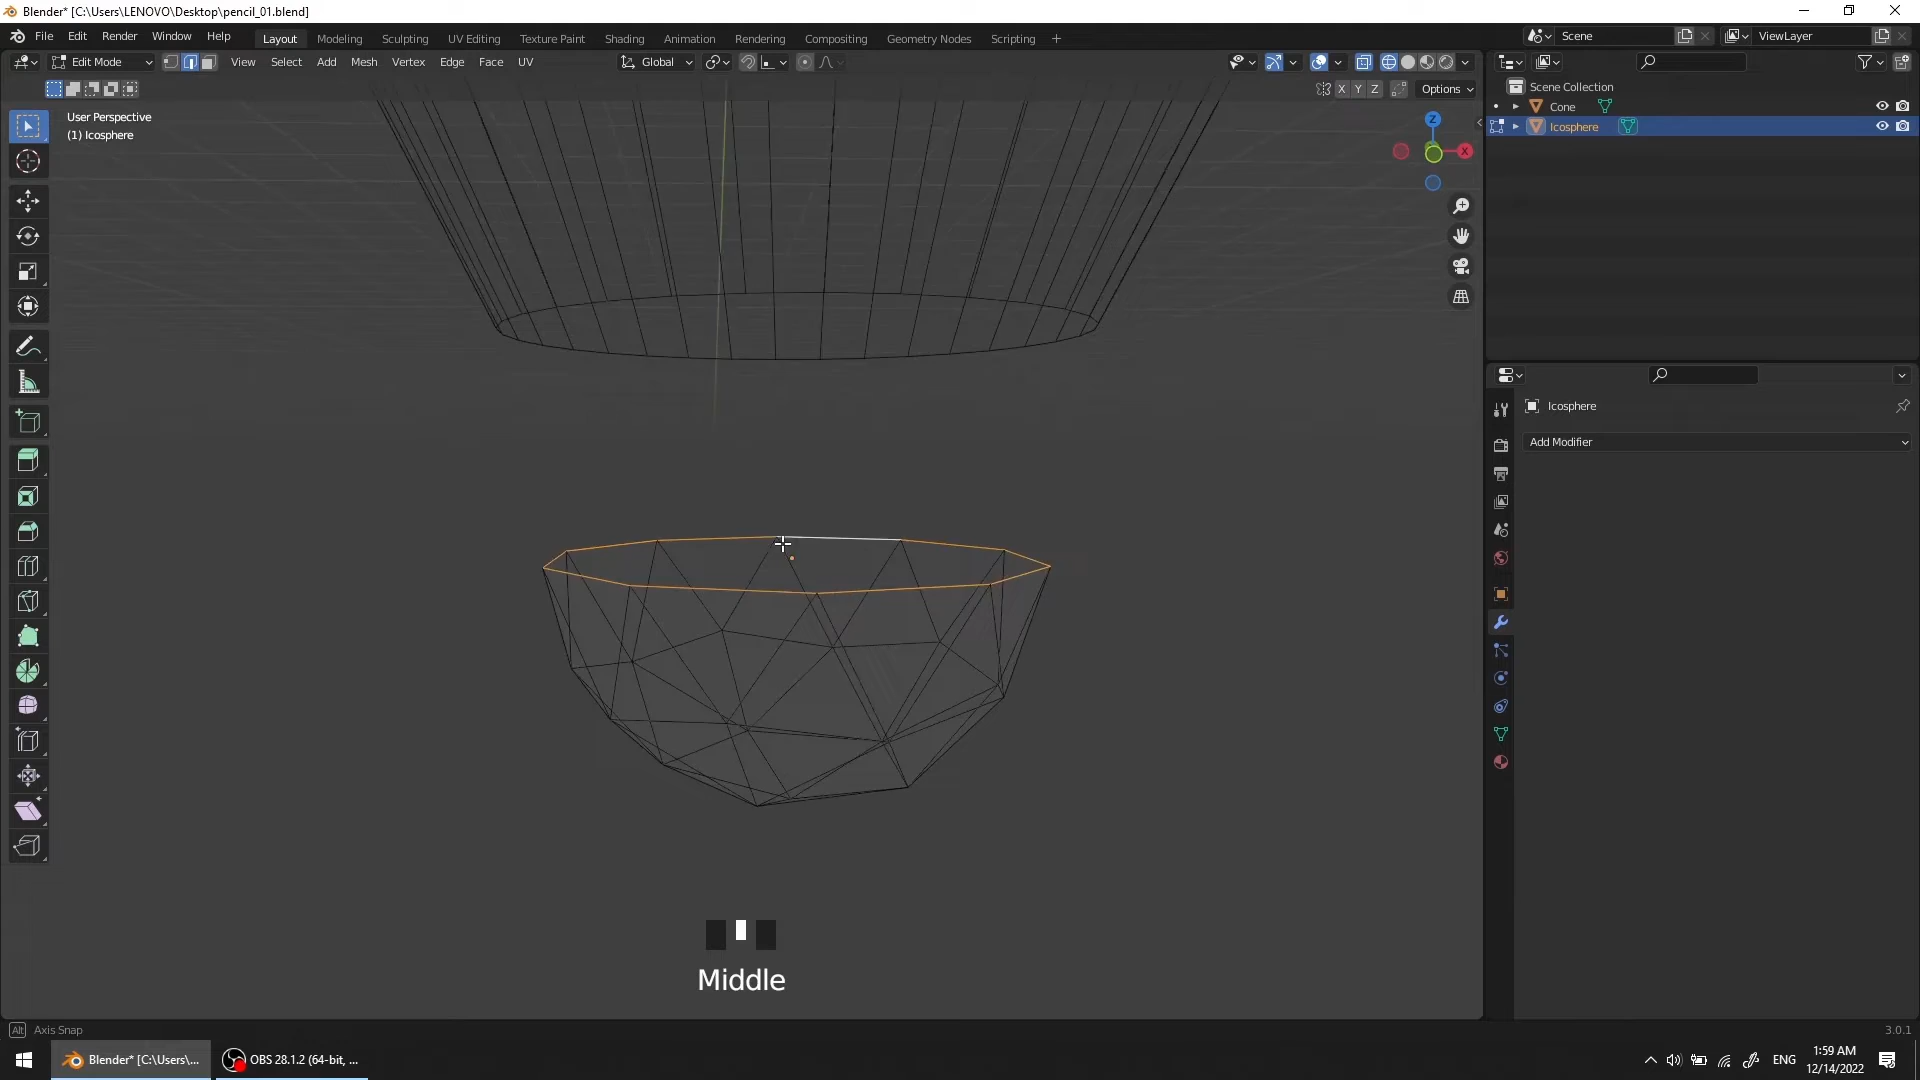 Blender* [C:\Users\LENOVO\Desktop\pencil_01.blend]
File Edit Render Window Help Layout Modeling Sculpting UV Editing Texture Paint Shading Animation Rendering Compositing Geometry Nodes Scripting + Scene ViewLayer
Edit Mode View Select Add Mesh Vertex Edge Face UV Global
X Y Z Options
Scene Collection
Cone
Icosphere
User Perspective
(1) Icosphere
Z
X
Icosphere
Add Modifier
Middle
Alt Axis Snap
3.0.1
Blender* [C:\Users\... OBS 28.1.2 (64-bit, ... ENG
1:59 AM
12/14/2022